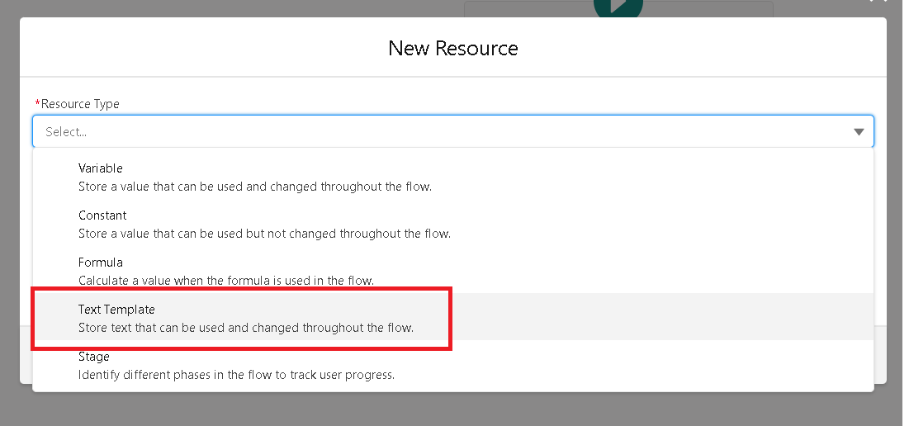 New Resource
*Resource Type
Select...
Variable
Store a value that can be used and changed throughout the flow.
Constant
Store a value that can be used but not changed throughout the flow.
Formula
Calculate a value when the formula is used in the flow.
Text Template
Store text that can be used and changed throughout the flow.
Stage
Identify different phases in the flow to track user progress.